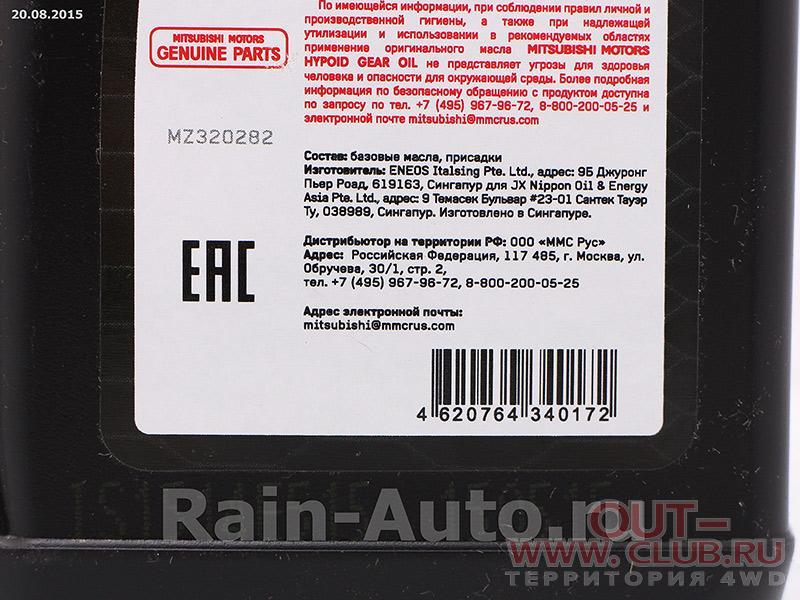 20.08.2015
По имеющейся информации, при соблюдении правил личной и
производственной гигиены, а также при надлежащей
утилизации и использовании в рекомендуемых областях
применение оригинального масла MITSUBISHI MOTORS
HYPOID GEAR OIL не представляет угрозы для здоровья
человека и опасности для окружающей среды. Более подробная
информация по безопасному обращению с продуктом доступна
по запросу по тел. +7 (495) 967-96-72, 8-800-200-05-25 и
электронной почте mitsubishi@mmcrus.com
MITSUBISHI MOTORS
GENUINE PARTS
MZ320282
Состав: базовые масла, присадки
Изготовитель: ENEOS Italsing Pte. Ltd., адрес: 9Б Джуронг
Пьер Роад, 619163, Сингапур для JX Nippon Oil & Energy
Asia Pte. Ltd., адрес: 9 Темасек Бульвар #23-01 Сантек Тауэр
Ту, 038989, Сингапур. Изготовлено в Сингапуре.
Дистрибьютор на территории РФ: ООО «ММС Рус»
Адрес: Российская Федерация, 117 485, г. Москва, ул.
Обручева, 30/1, стр. 2,
тел. +7 (495) 967-96-72, 8-800-200-05-25
Адрес электронной почты:
mitsubishi@mmcrus.com
EAC
4 620764 340172
Rain-Auto.ru
OUT-
WWW.CLUB.RU
ТЕРРИТОРИЯ 4WD